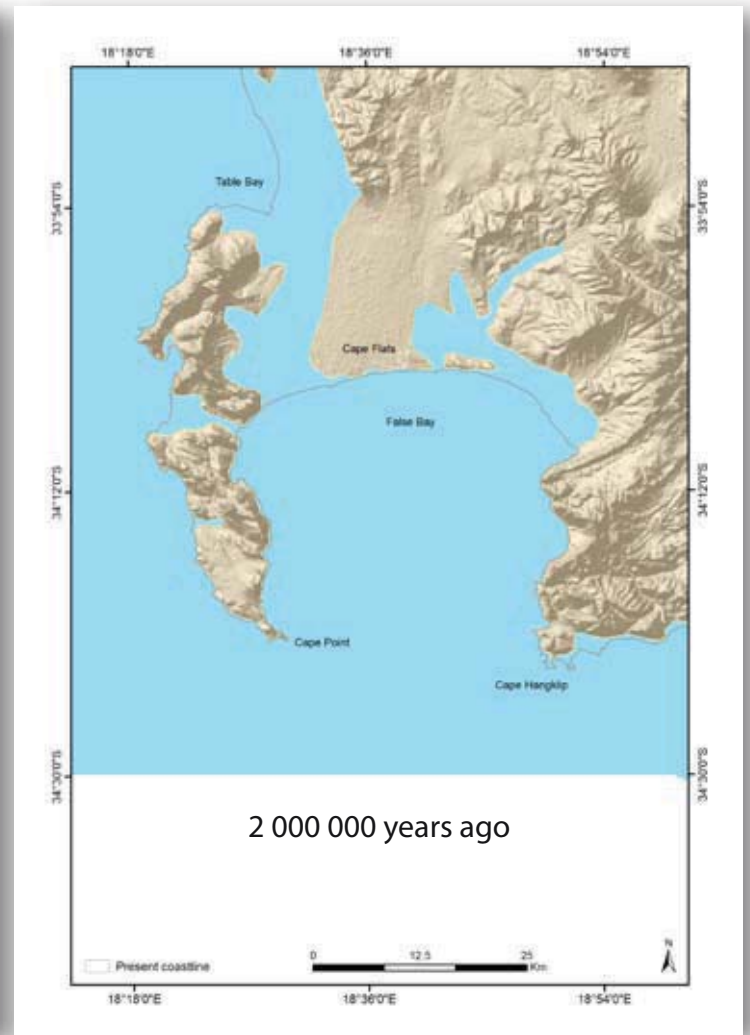 18°18'0"E 18°36'0"E 18°54'0"E
Table Bay
33°54'0"S 33°54'0"S
Cape Flats
False Bay
34°12'0"S 34°12'0"S
Cape Point
Cape Hangklip
34°30'0"S 34°30'0"S
2 000 000 years ago
Present coastline
0 12.5 25
Km
N
18°18'0"E 18°36'0"E 18°54'0"E